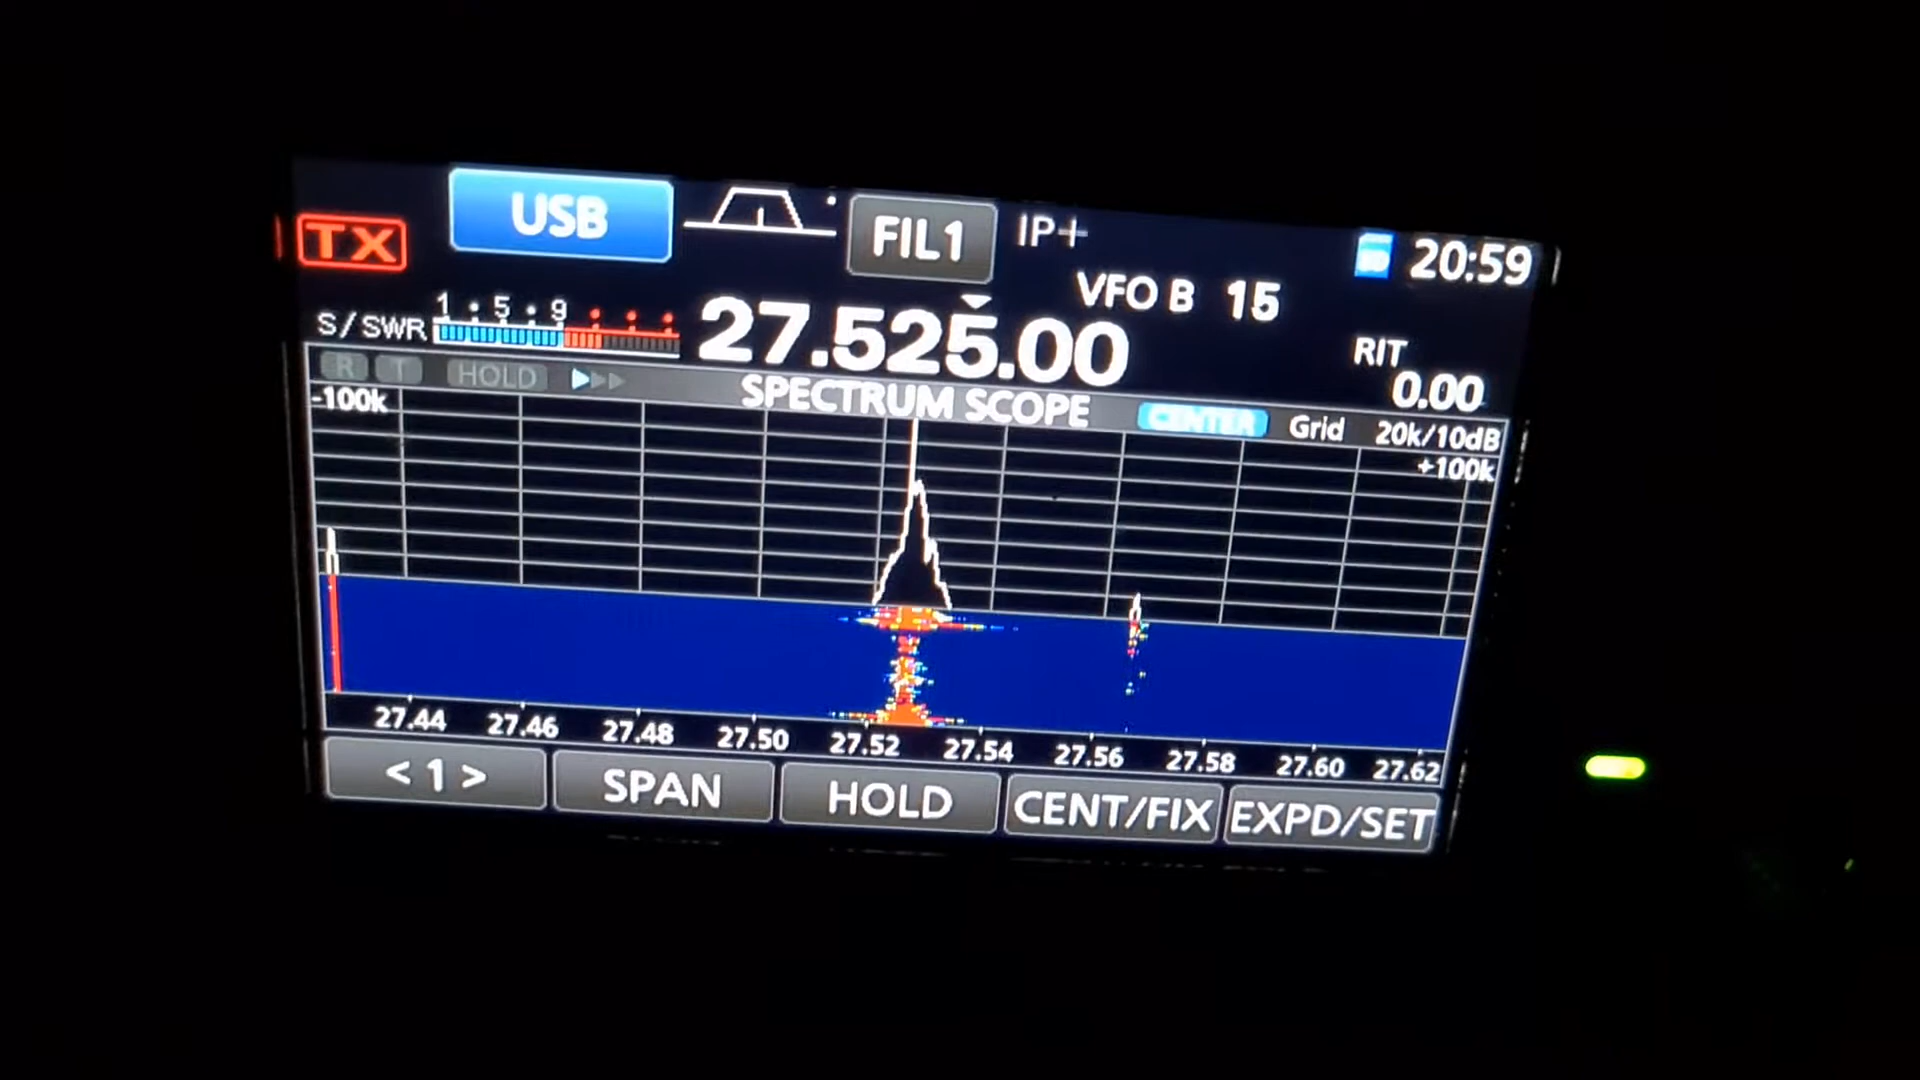 TX USB FIL1 IP+ 20:59
VFO B 15
S/SWR 1 • 5 • 9 27.525.00
RIT
0.00
R T HOLD
SPECTRUM SCOPE CENTER Grid 20k/10dB
-100k +100k
27.44 27.46 27.48 27.50 27.52 27.54 27.56 27.58 27.60 27.62
< 1 > SPAN HOLD CENT/FIX EXPD/SET